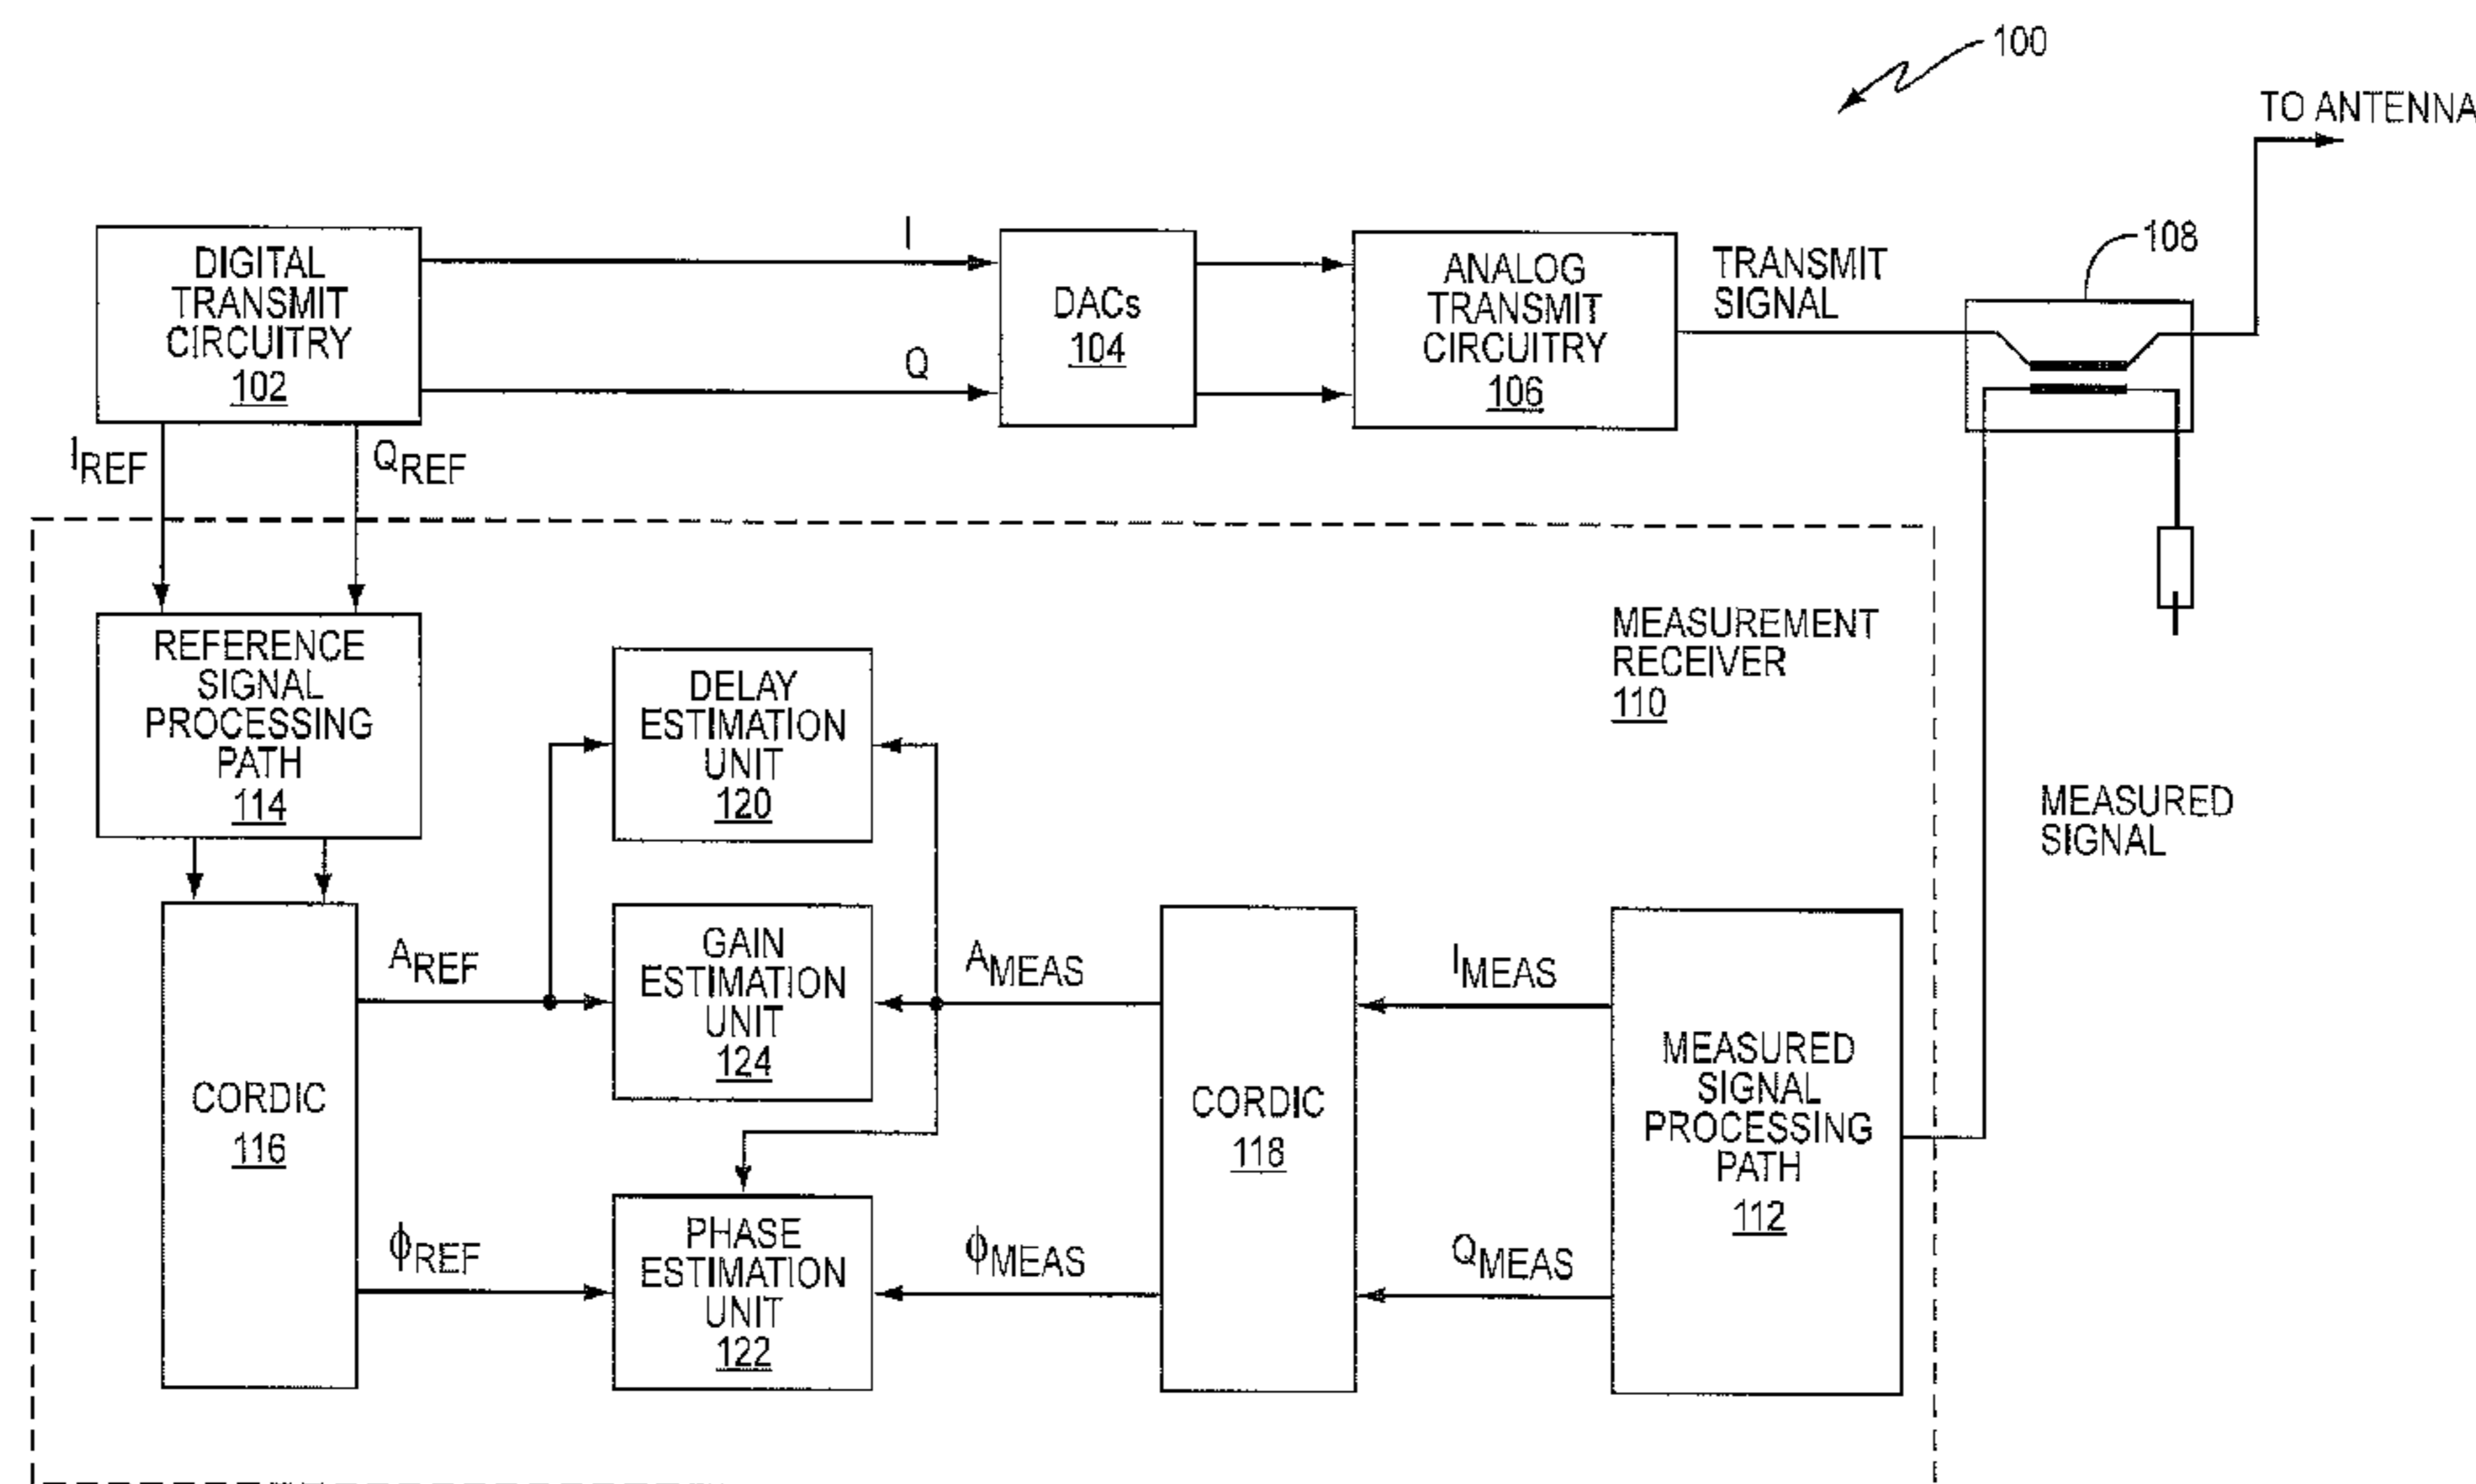 100
TO ANTENNA
DIGITAL
TRANSMIT
CIRCUITRY
102
I
Q
DACs
104
ANALOG
TRANSMIT
CIRCUITRY
106
TRANSMIT
SIGNAL
108
IREF
QREF
REFERENCE
SIGNAL
PROCESSING
PATH
114
DELAY
ESTIMATION
UNIT
120
MEASUREMENT
RECEIVER
110
MEASURED
SIGNAL
CORDIC
116
AREF
ϕREF
GAIN
ESTIMATION
UNIT
124
PHASE
ESTIMATION
UNIT
122
AMEAS
ϕMEAS
CORDIC
118
IMEAS
QMEAS
MEASURED
SIGNAL
PROCESSING
PATH
112